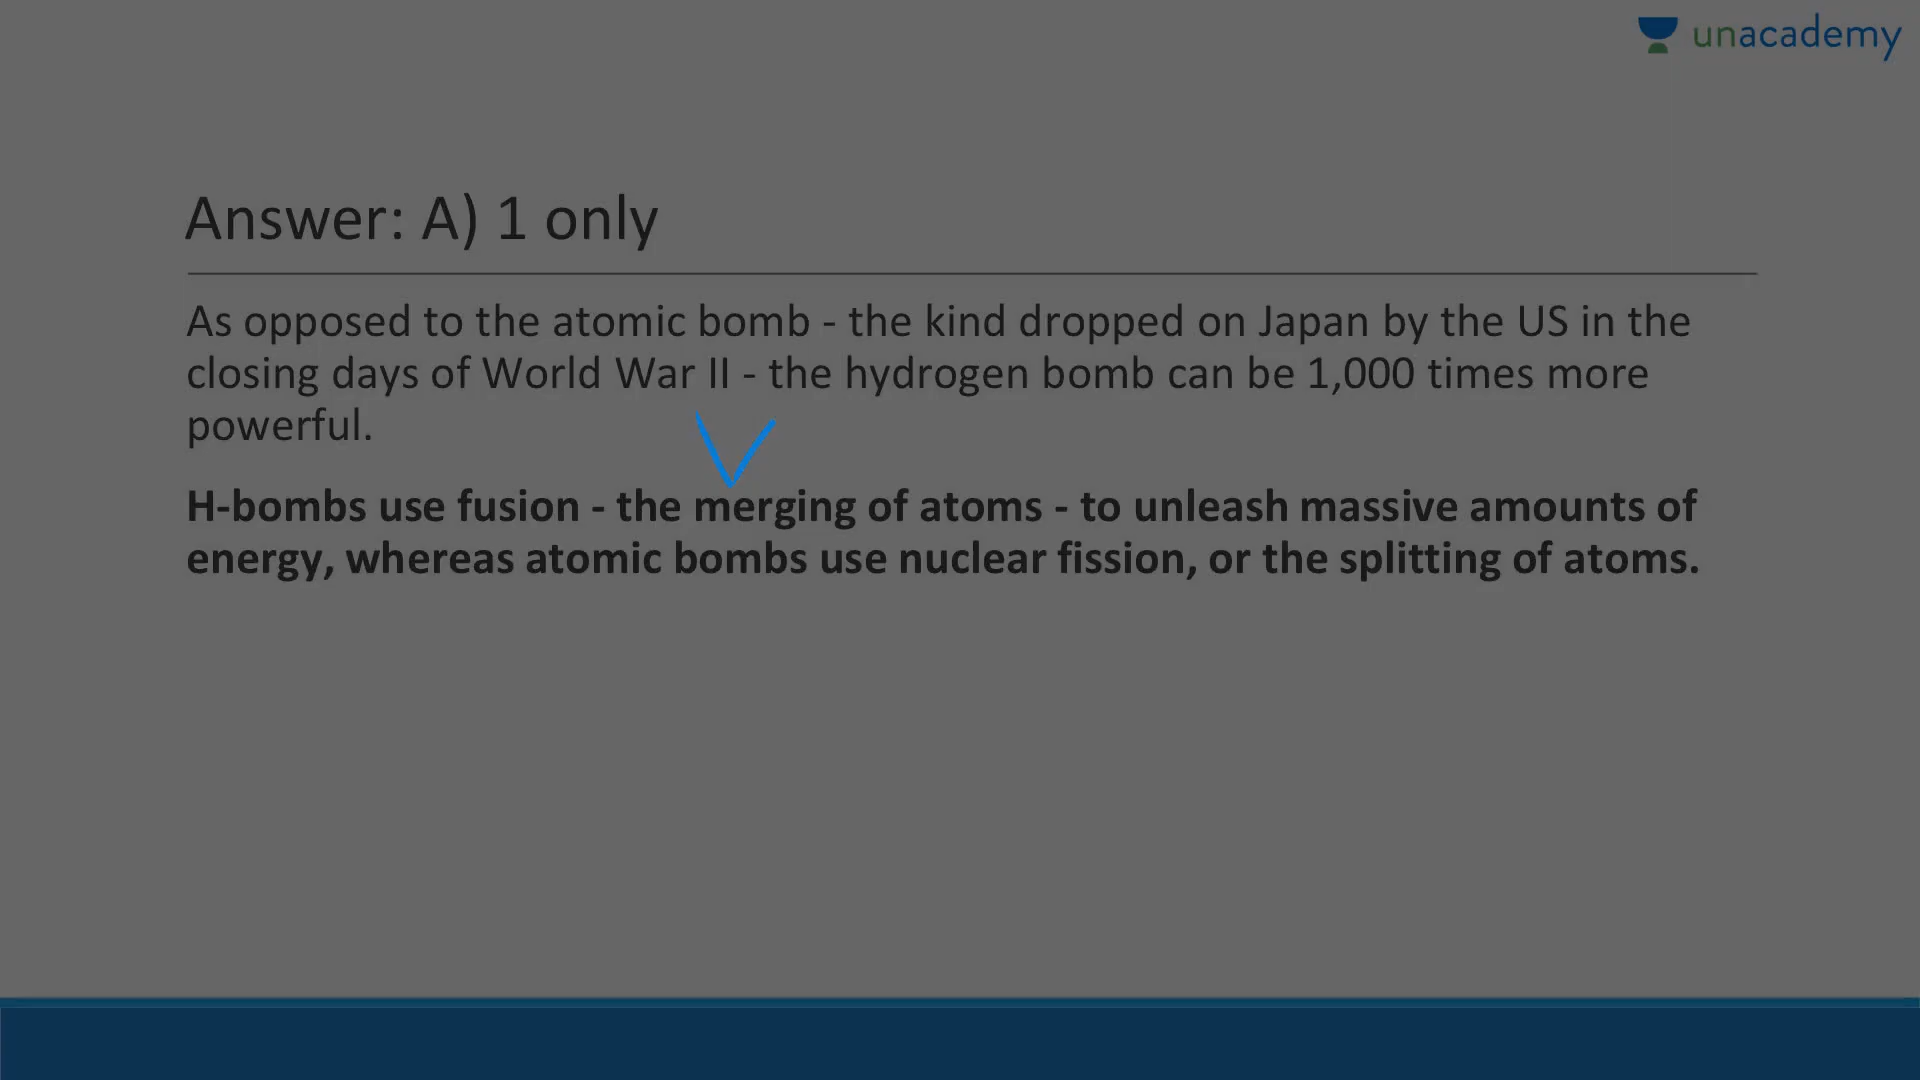 unacademy
Answer: A) 1 only
As opposed to the atomic bomb - the kind dropped on Japan by the US in the
closing days of World War II - the hydrogen bomb can be 1,000 times more
powerful.
H-bombs use fusion - the merging of atoms - to unleash massive amounts of
energy, whereas atomic bombs use nuclear fission, or the splitting of atoms.